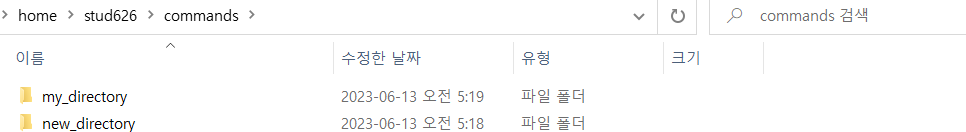 home > stud626 > commands >
commands 검색
이름 수정한 날짜 유형 크기
my_directory 2023-06-13 오전 5:19 파일 폴더
new_directory 2023-06-13 오전 5:18 파일 폴더